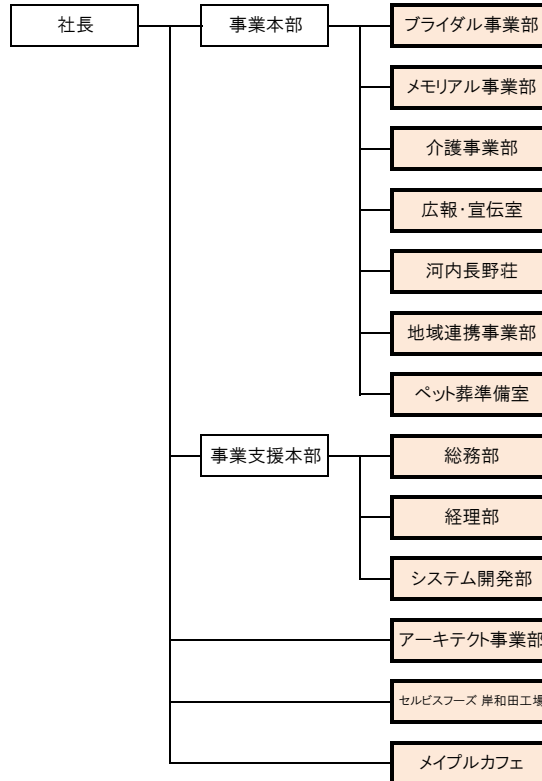 社長
事業本部
ブライダル事業部
メモリアル事業部
介護事業部
広報・宣伝室
河内長野荘
地域連携事業部
ペット葬準備室
事業支援本部
総務部
経理部
システム開発部
アーキテクト事業部
セルビスフーズ 岸和田工場
メイプルカフェ